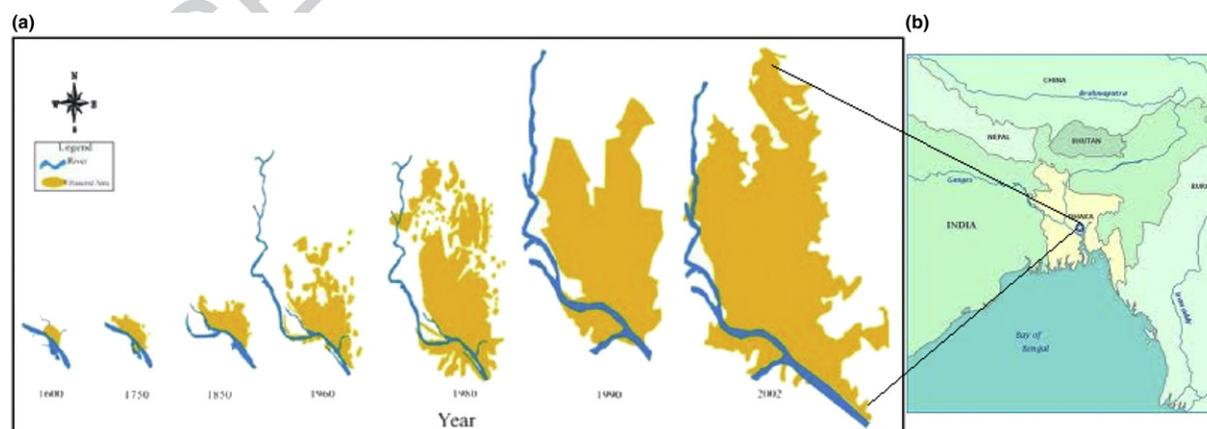 (a)
N
W
E
S
Legend
River
1600
1750
1850
1960
1980
1990
2002
Year
(b)
CHINA
Brahmaputra
NEPAL
BHUTAN
Ganges
DHAKA
INDIA
Bay of
Bengal